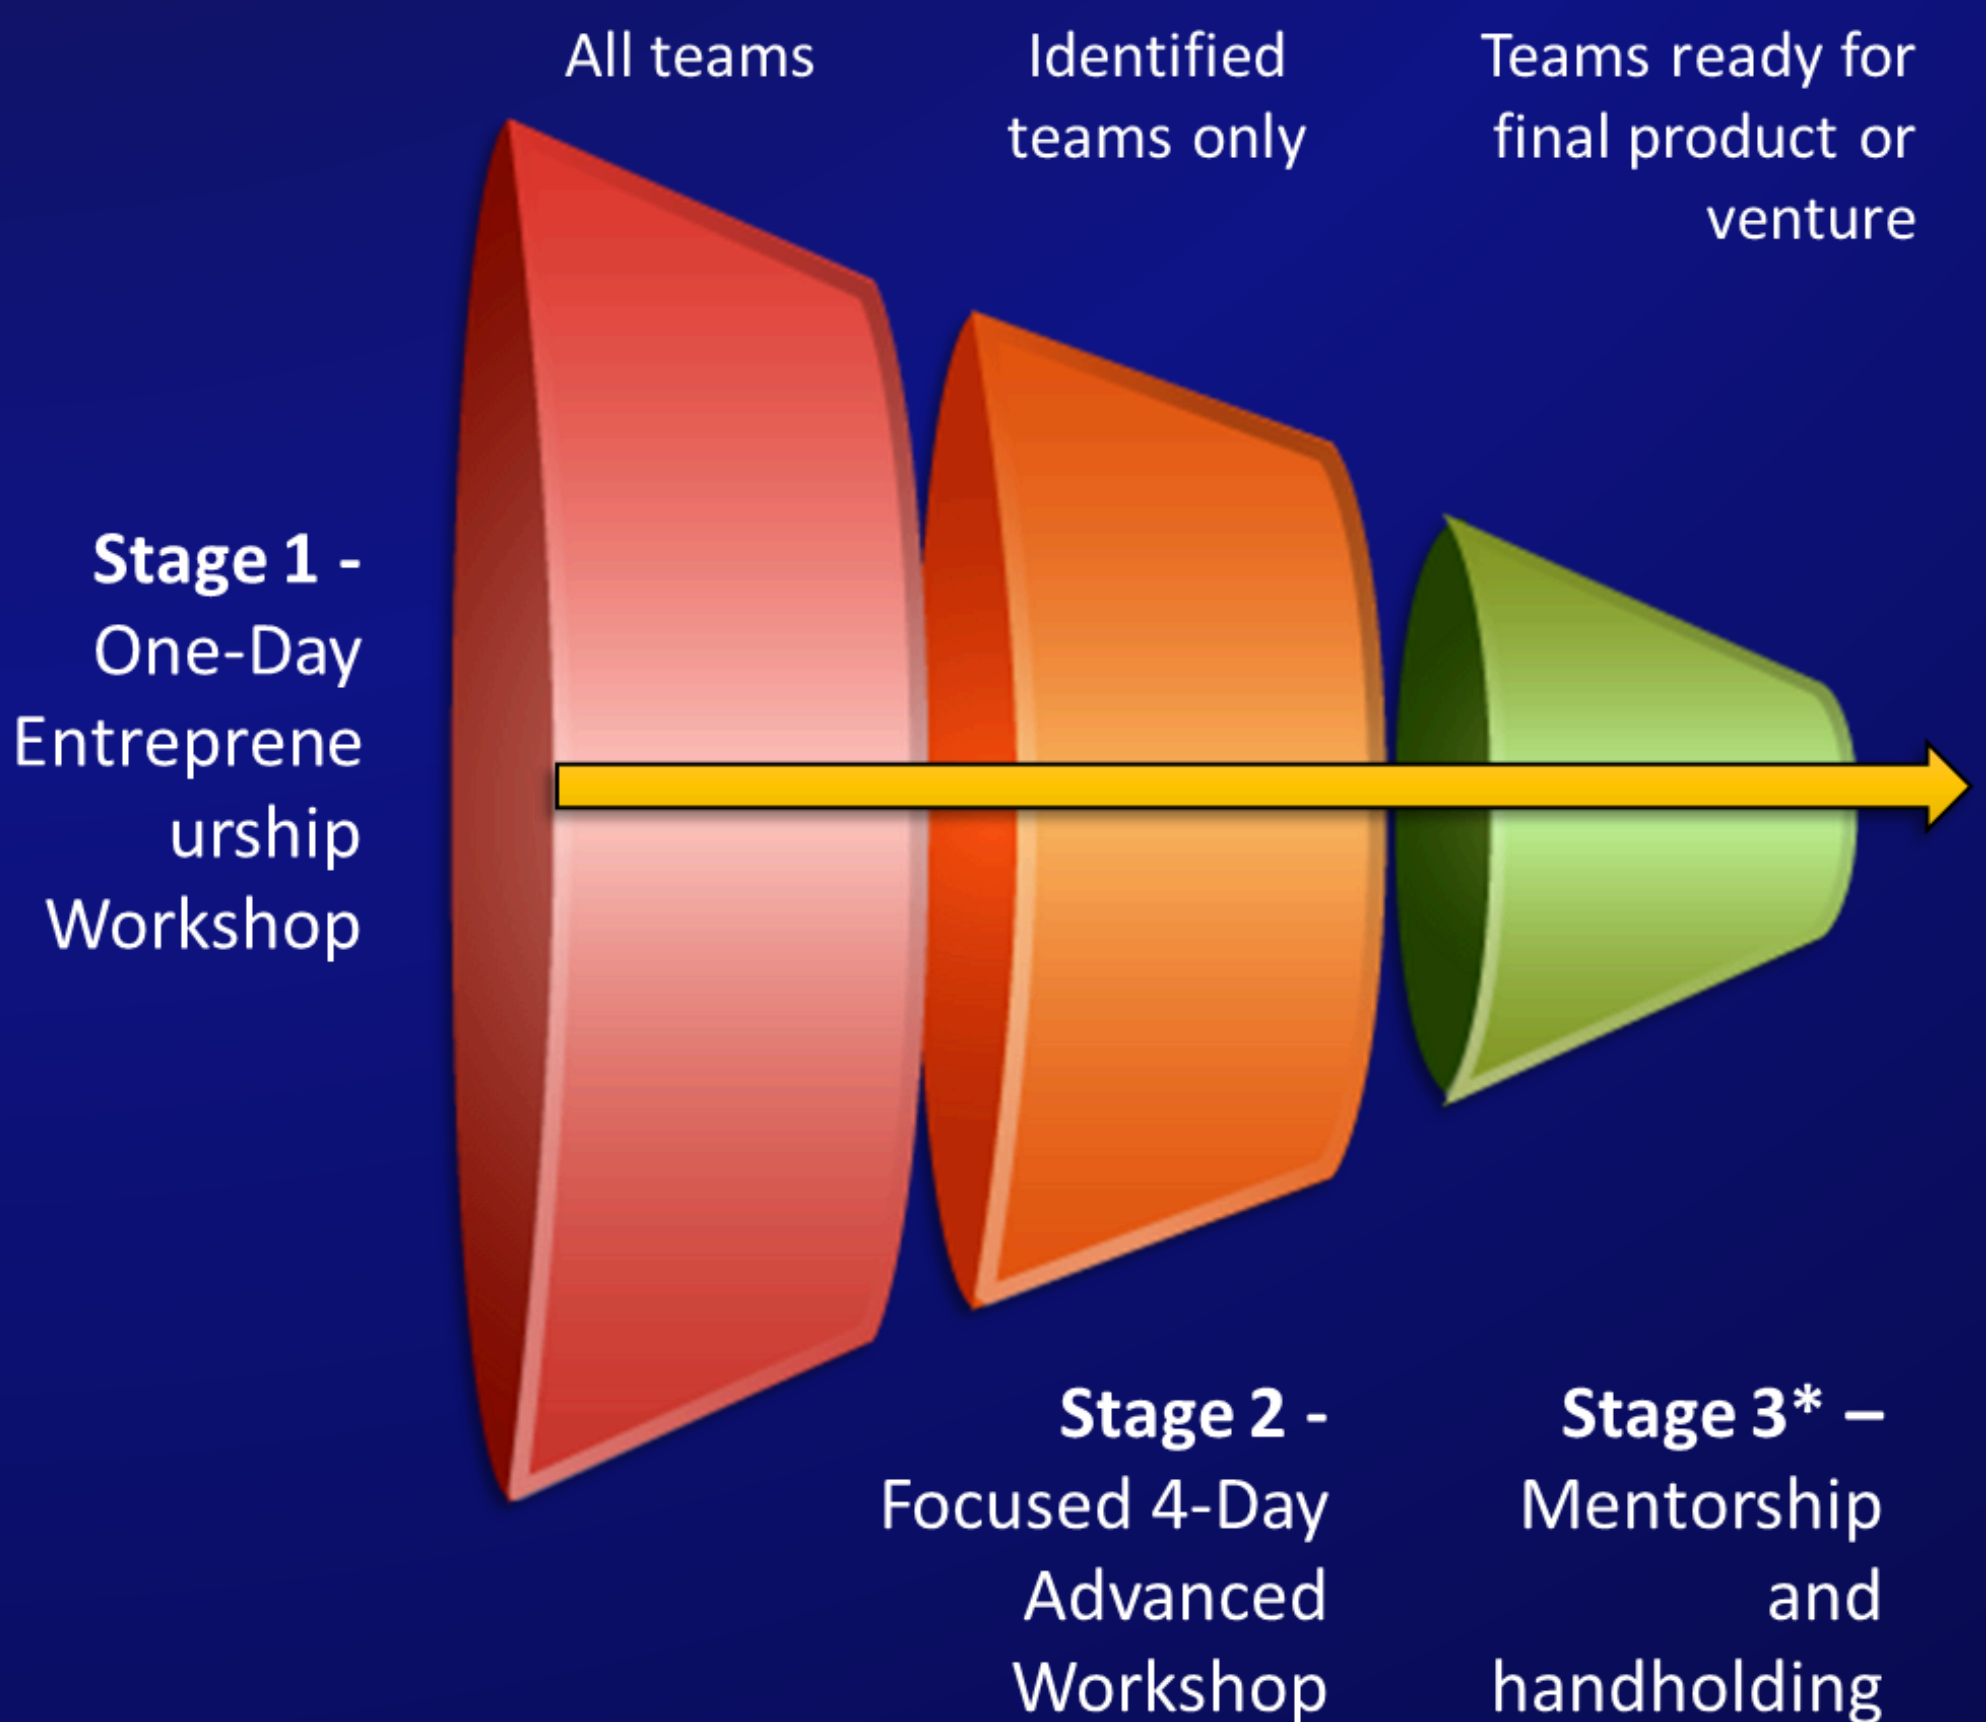 All teams
Identified
teams only
Teams ready for
final product or
venture
Stage 1 -
One-Day
Entreprene
urship
Workshop
Stage 2 -
Focused 4-Day
Advanced
Workshop
Stage 3* –
Mentorship
and
handholding